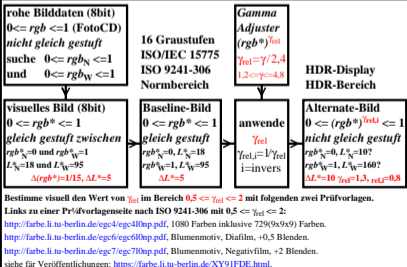 rohe Bilddaten (8bit)
0<= rgb <=1 (FotoCD)
nicht gleich gestuft
suche 0<= rgbN <=1
und 0<= rgbW <=1
16 Graustufen
ISO/IEC 15775
ISO 9241-306
Normbereich
Gamma
Adjuster
(rgb*)γrel
γrel=γ/2,4
1,2<=γ<=4,8
HDR-Display
HDR-Bereich
visuelles Bild (8bit)
0 <= rgb* <= 1
gleich gestuft zwischen
rgb*N=0 und rgb*W=1
L*N=18 und L*W=95
Δ(rgb*)=1/15, ΔL*=5
Baseline-Bild
0 <= rgb* <= 1
gleich gestuft
rgb*N=0, L*N=18
rgb*W=1, L*W=95
ΔL*=5
anwende
γrel
γrel,i=1/γrel
i=invers
Alternate-Bild
0 <= (rgb*)γrel,i <= 1
nicht gleich gestuft
rgb*N=0, L*N=10?
rgb*W=1, L*W=160?
ΔL*=10 γrel=1,3, rel,i=0,8
Bestimme visuell den Wert von γrel im Bereich 0,5 <= γrel <= 2 mit folgenden zwei Prüfvorlagen.
Links zu einer Pr¼fvorlagenseite nach ISO 9241-306 mit 0,5 <= γrel <= 2:
http://farbe.li.tu-berlin.de/egc4/egc4l0np.pdf, 1080 Farben inklusive 729(9x9x9) Farben.
http://farbe.li.tu-berlin.de/egc6/egc6l0np.pdf, Blumenmotiv, Diafilm, +0,5 Blenden.
http://farbe.li.tu-berlin.de/egc7/egc7l0np.pdf, Blumenmotiv, Negativfilm, +2 Blenden.
siehe für Veröffentlichungen: https://farbe.li.tu-berlin.de/XY91FDE.html.